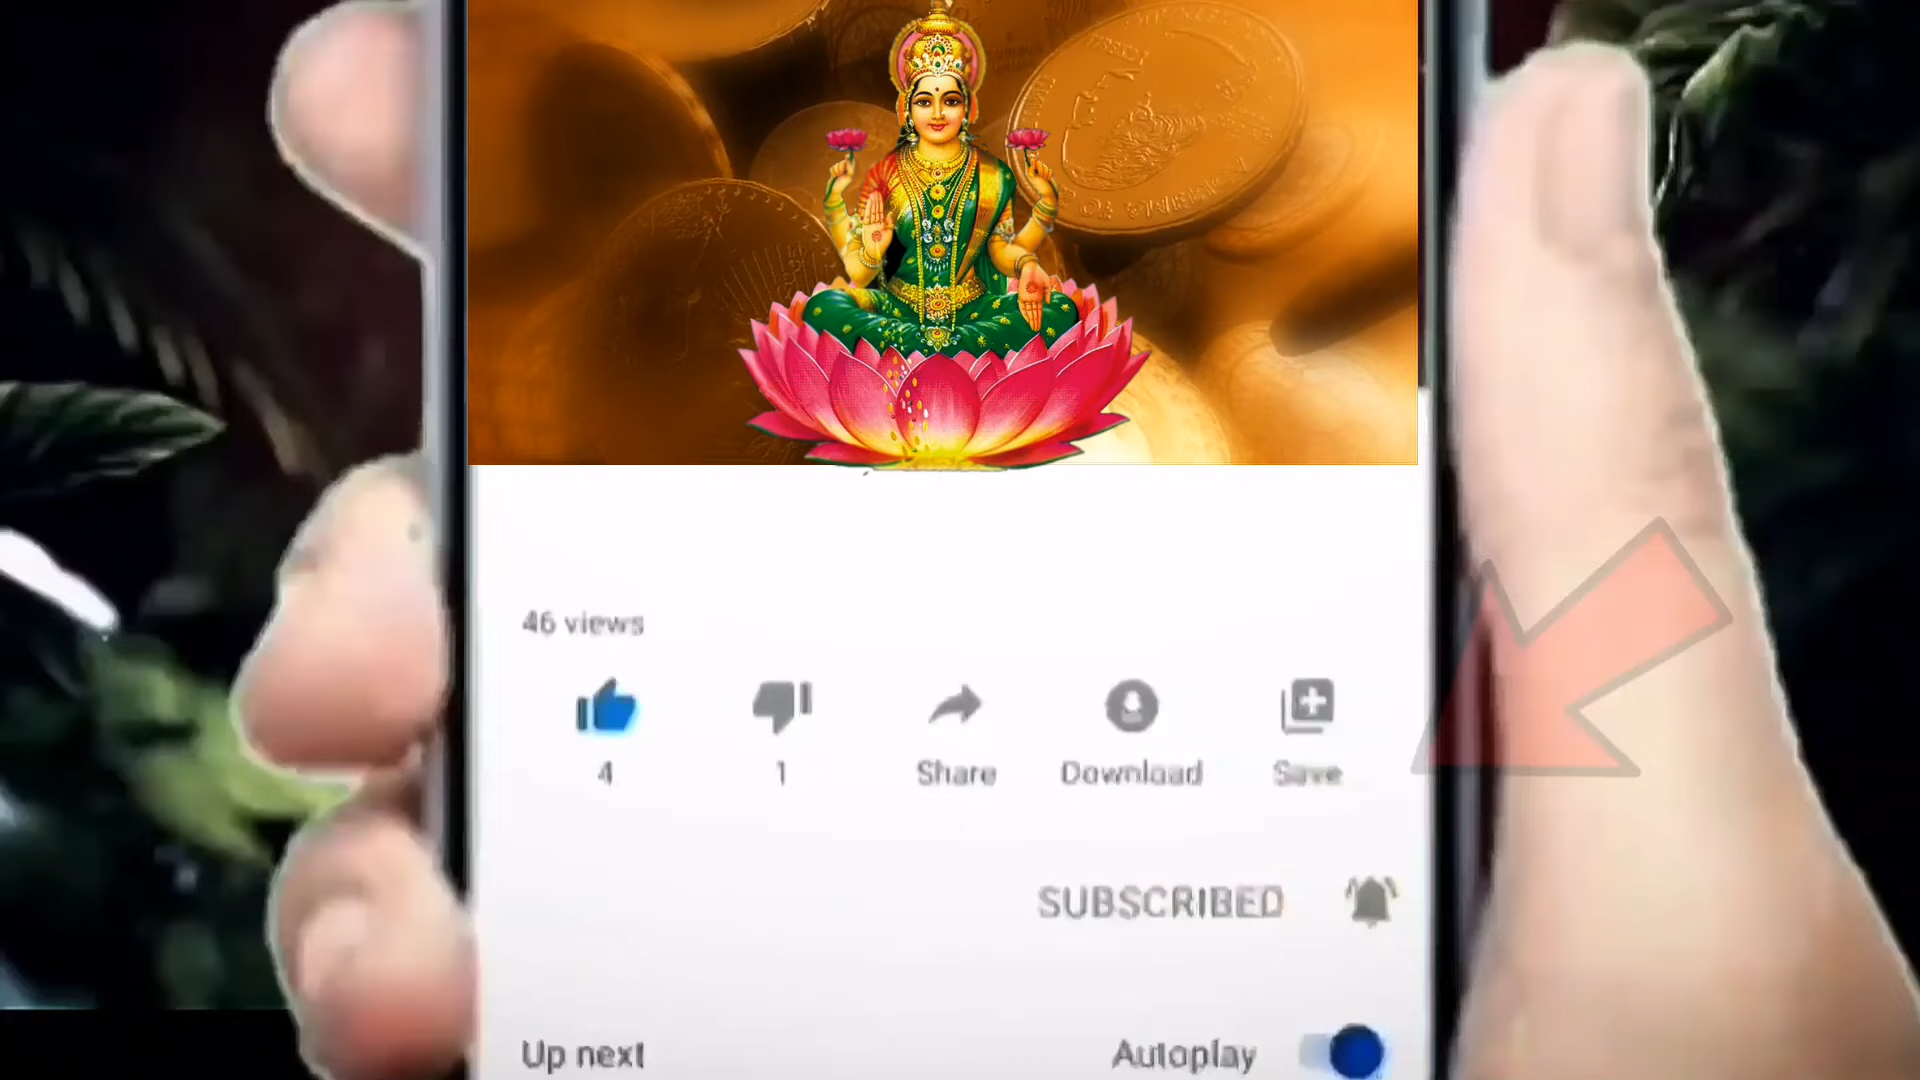 46 views
4
1
Share
Download
Save
SUBSCRIBED
Up next
Autoplay